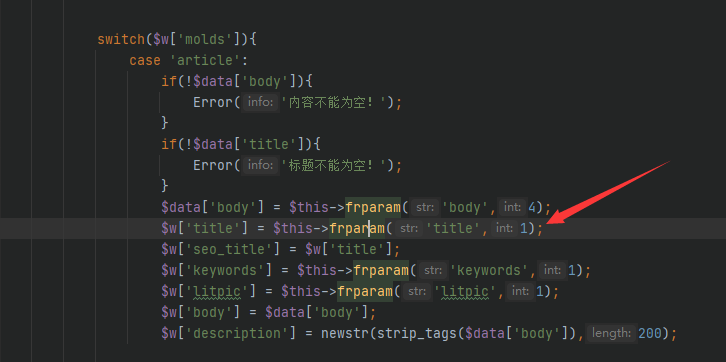 switch($w['molds']){
case 'article':
if(!$data['body']){
Error( info: '内容不能为空! ');
}
if(!$data['title']){
Error( info: '标题不能为空! ');
}
$data['body'] = $this->frparam( str: 'body', int: 4);
$w['title'] = $this->frparam( str: 'title', int: 1);
$w['seo_title'] = $w['title'];
$w['keywords'] = $this->frparam( str: 'keywords', int: 1);
$w['litpic'] = $this->frparam( str: 'litpic', int: 1);
$w['body'] = $data['body'];
$w['description'] = newstr(strip_tags($data['body']), length: 200);